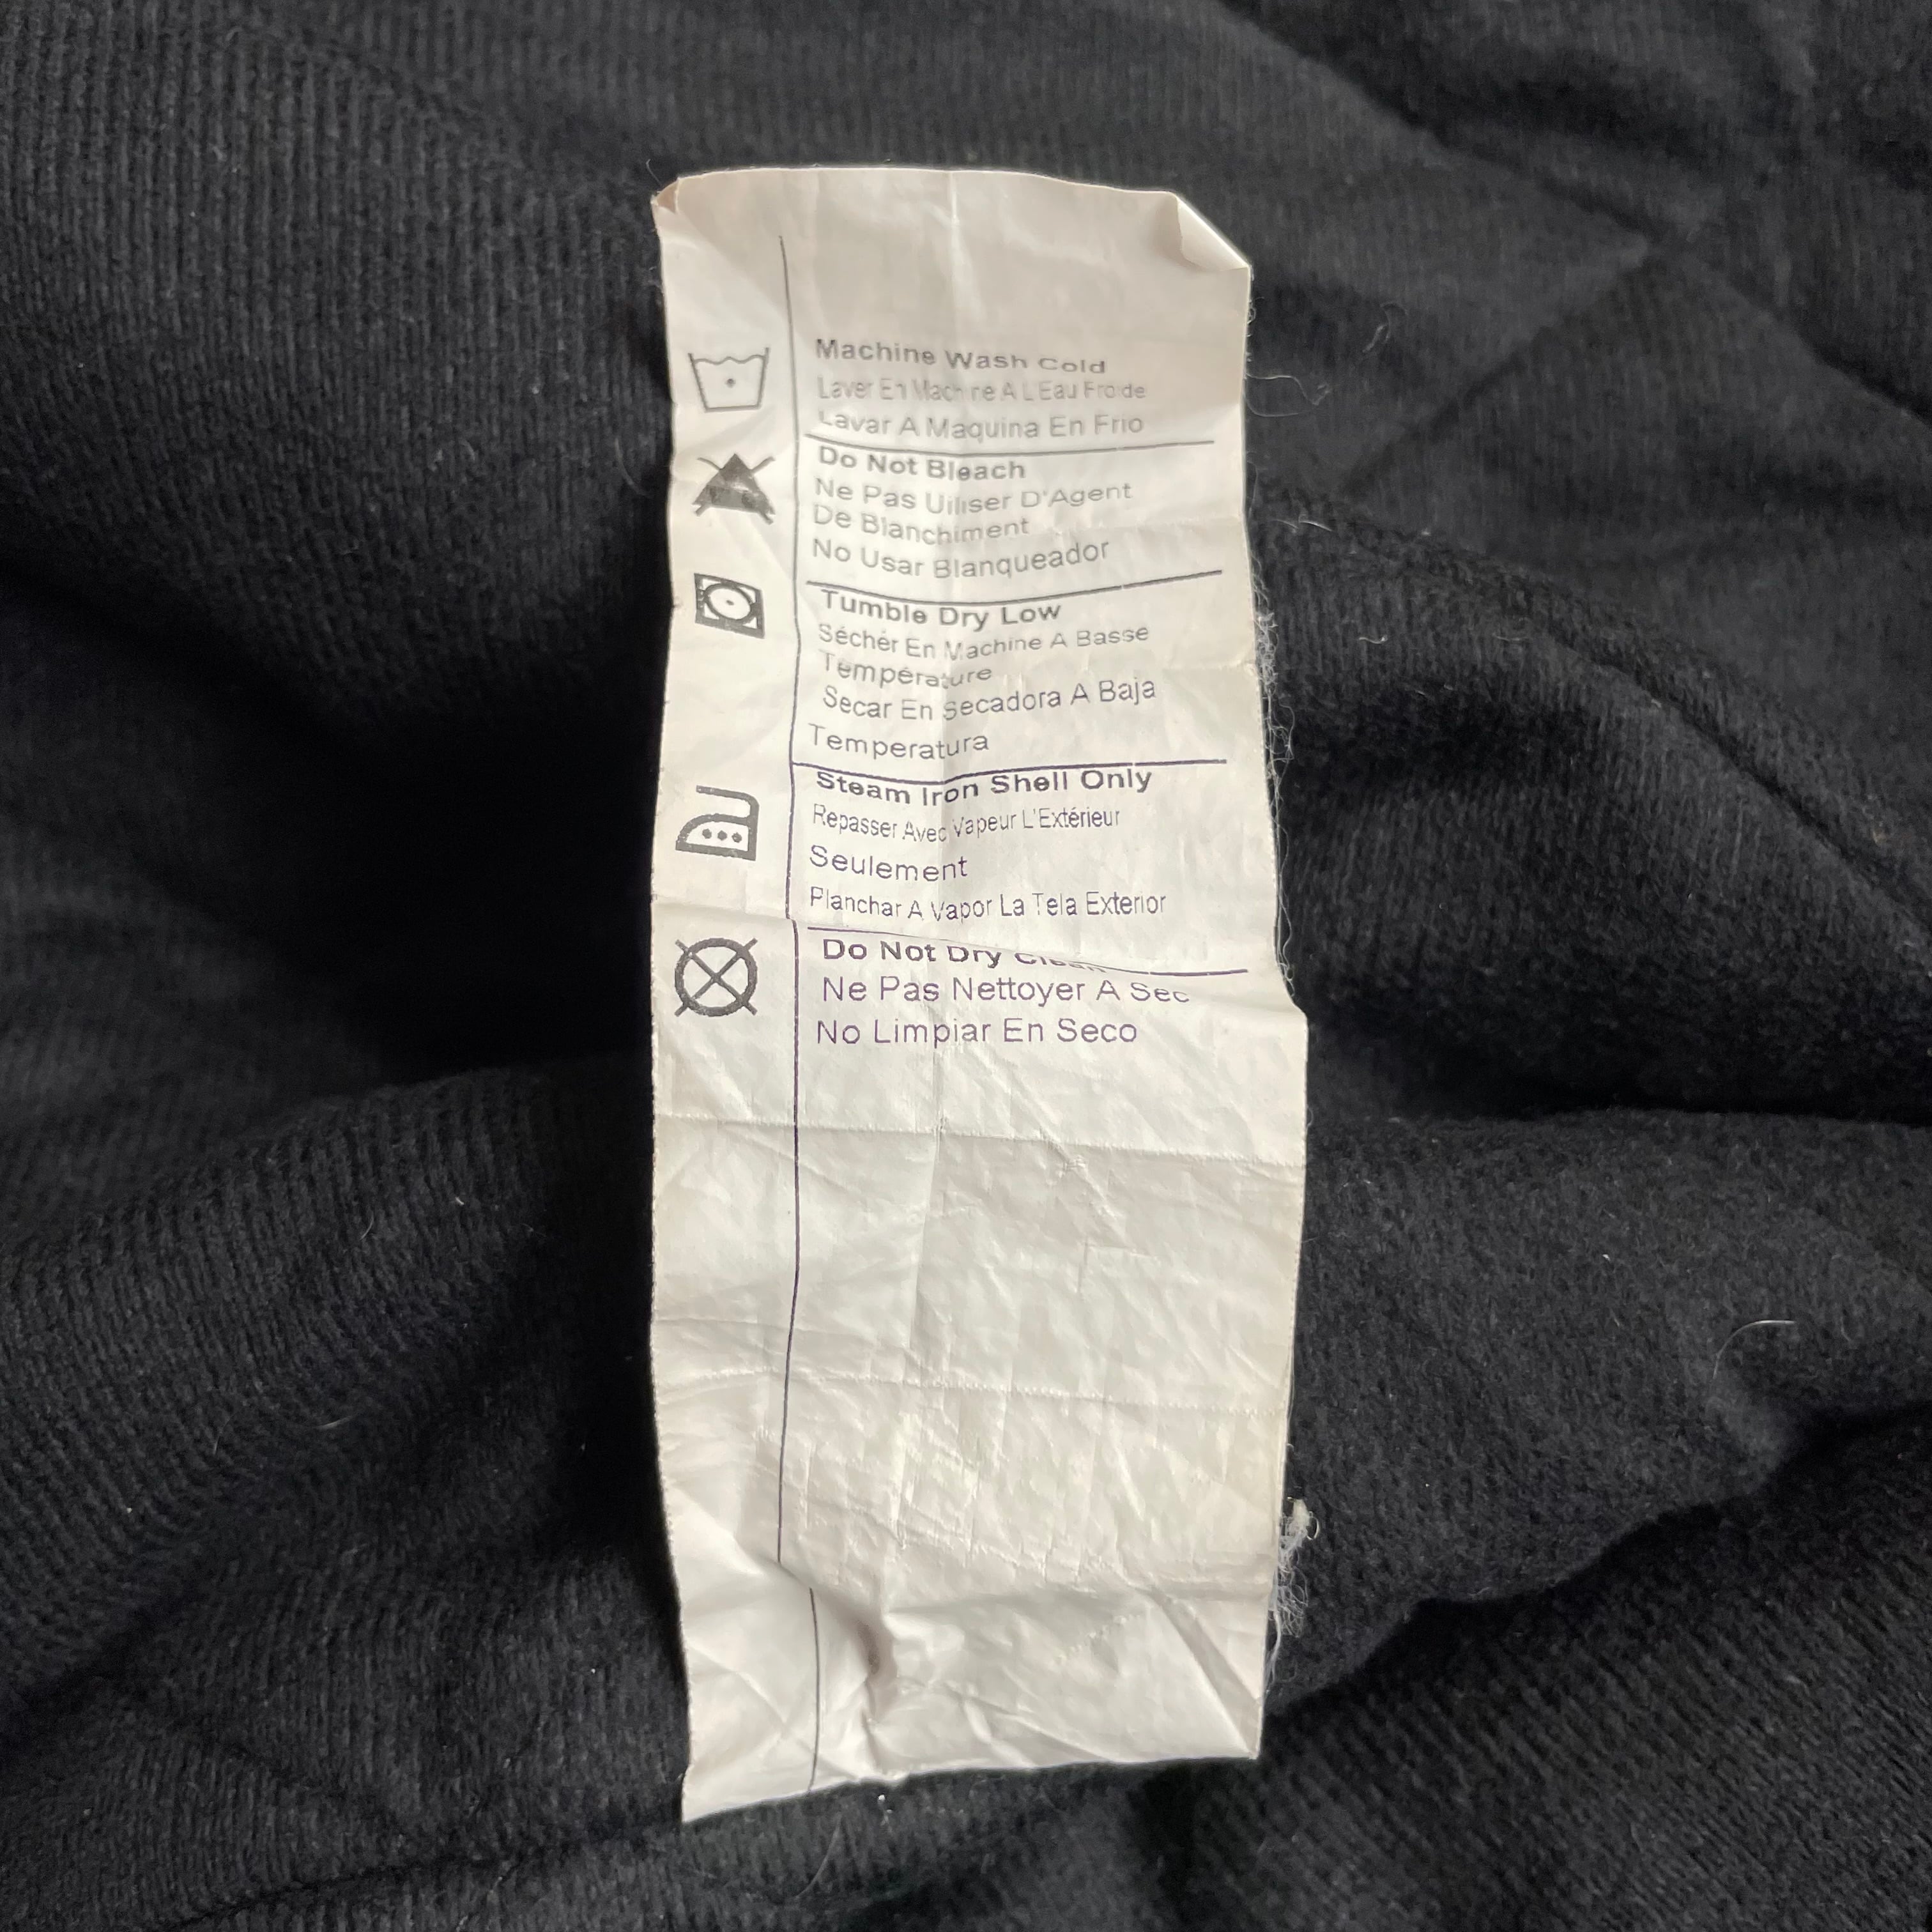 Machine Wash Cold
Laver En Machine A L'Eau Froide
Lavar A Maquina En Frio
Do Not Bleach
Ne Pas Utiliser D'Agent
De Blanchiment
No Usar Blanqueador
Tumble Dry Low
Séchér En Machine A Basse
Température
Secar En Secadora A Baja
Temperatura
Steam Iron Shell Only
Repasser Avec Vapeur L'Extérieur
Seulement
Planchar A Vapor La Tela Exterior
Do Not Dry Clean
Ne Pas Nettoyer A Sec
No Limpiar En Seco